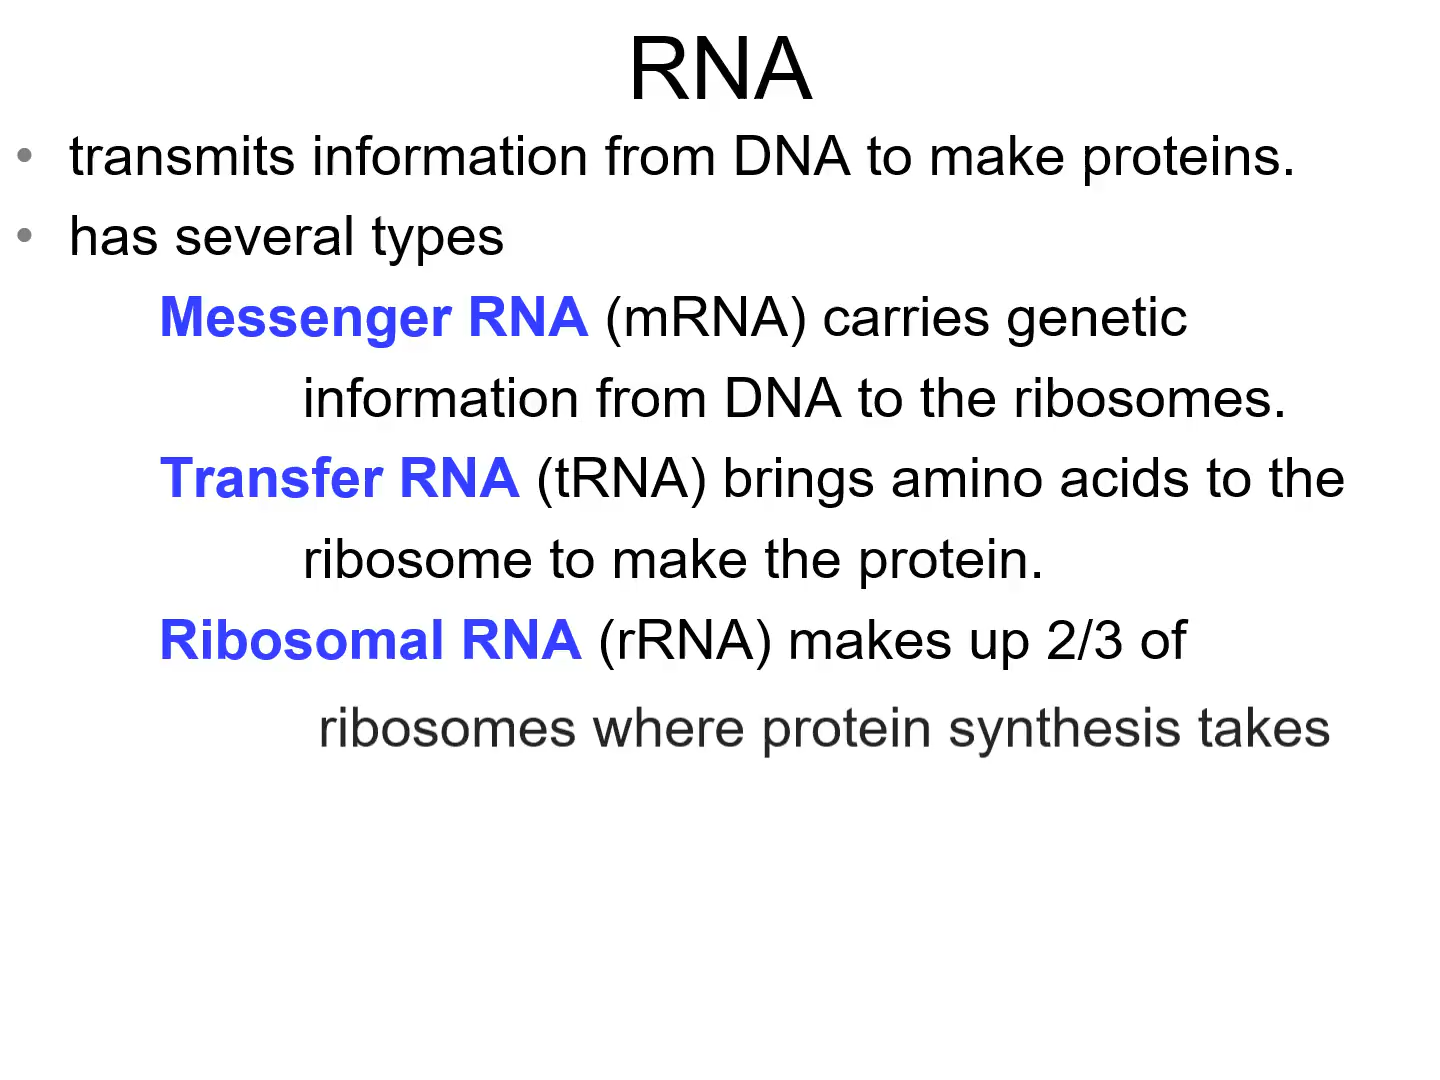 RNA
• transmits information from DNA to make proteins.
• has several types
Messenger RNA (mRNA) carries genetic
information from DNA to the ribosomes.
Transfer RNA (tRNA) brings amino acids to the
ribosome to make the protein.
Ribosomal RNA (rRNA) makes up 2/3 of
ribosomes where protein synthesis takes